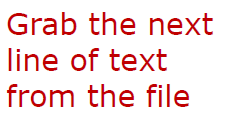 Grab the next
line of text
from the file